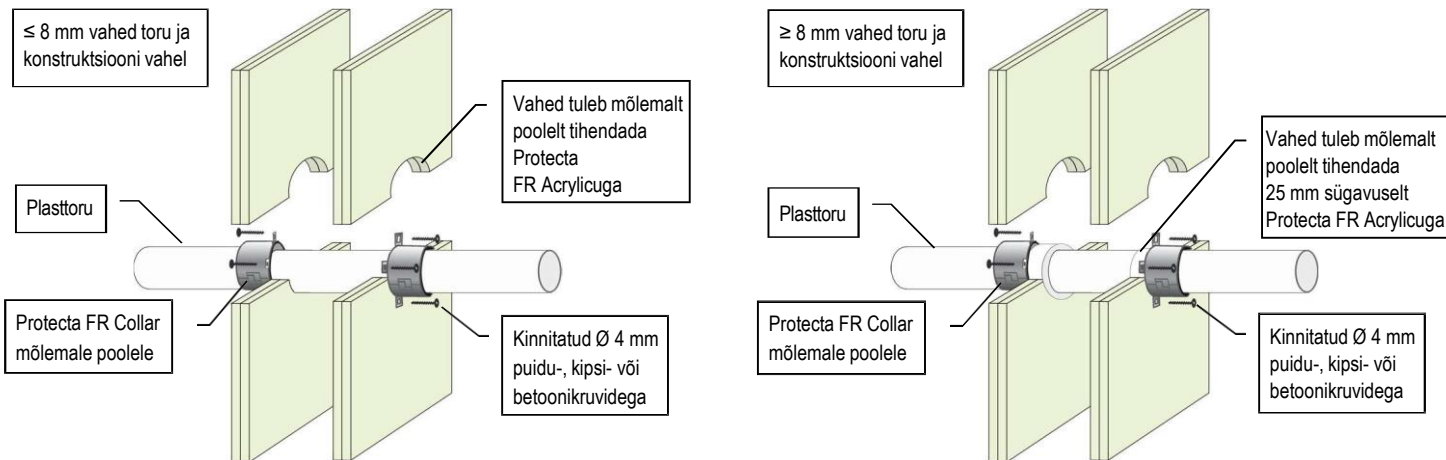 ≤ 8 mm vahed toru ja
konstruktsiooni vahel
Vahed tuleb mõlemalt
poolelt tihendada
Protecta
FR Acrylicuga
Plasttoru
Protecta FR Collar
mõlemale poolele
Kinnitatud Ø 4 mm
puidu-, kipsi- või
betoonikruvidega
≥ 8 mm vahed toru ja
konstruktsiooni vahel
Vahed tuleb mõlemalt
poolelt tihendada
25 mm sügavuselt
Protecta FR Acrylicuga
Plasttoru
Protecta FR Collar
mõlemale poolele
Kinnitatud Ø 4 mm
puidu-, kipsi- või
betoonikruvidega